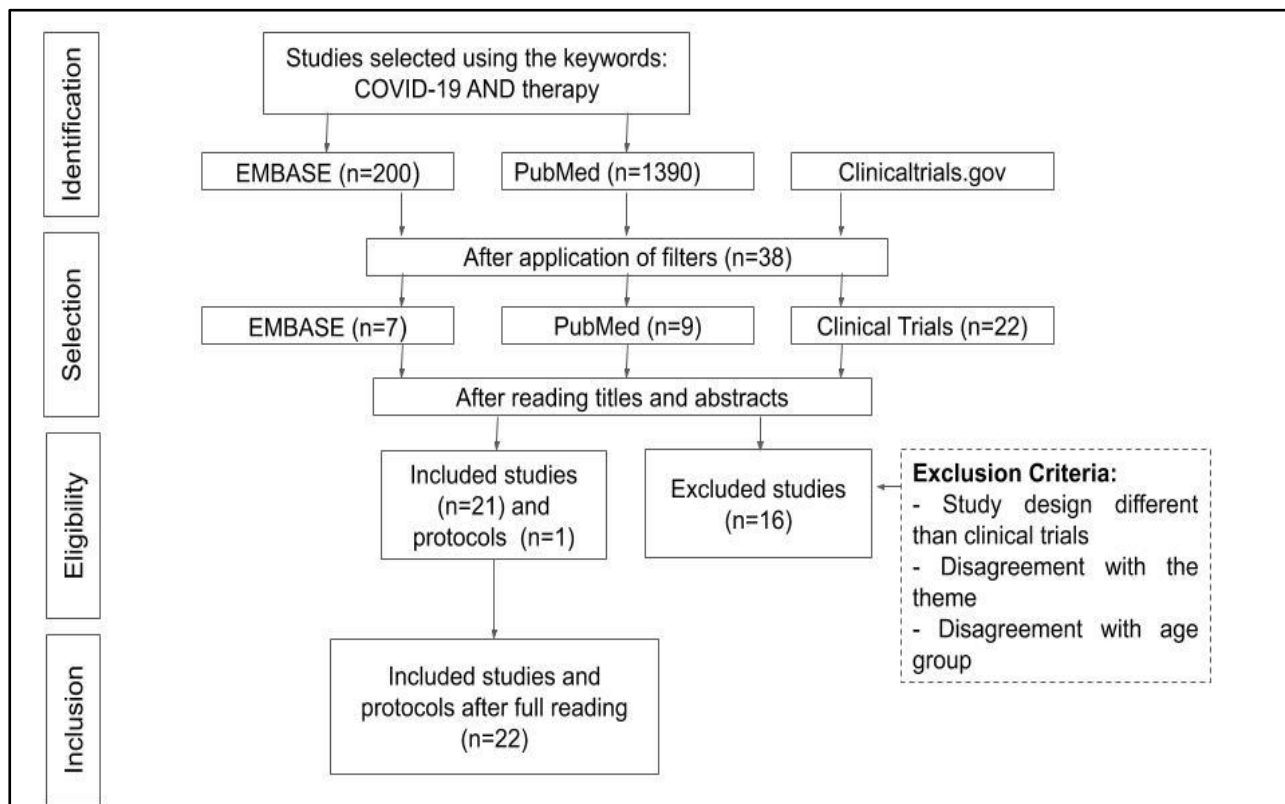 Identification
Studies selected using the keywords:
COVID-19 AND therapy
EMBASE (n=200)
PubMed (n=1390)
Clinicaltrials.gov
Selection
After application of filters (n=38)
EMBASE (n=7)
PubMed (n=9)
Clinical Trials (n=22)
After reading titles and abstracts
Eligibility
Included studies
(n=21) and
protocols (n=1)
Excluded studies
(n=16)
Exclusion Criteria:
- Study design different
than clinical trials
- Disagreement with the
theme
- Disagreement with age
group
Inclusion
Included studies and
protocols after full reading
(n=22)